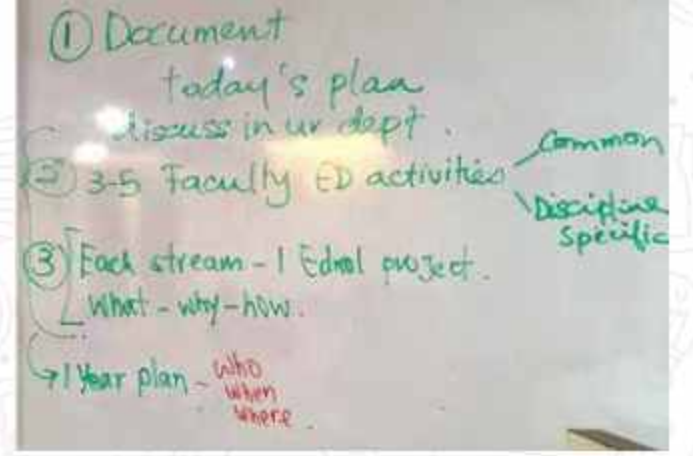 ① Document
today's plan
discuss in ur dept.
② 3-5 Faculty ED activities
Common
Discipline
Specific
③ Each stream - 1 Ednal project.
What - why - how.
→ 1 Year plan -
who
when
where